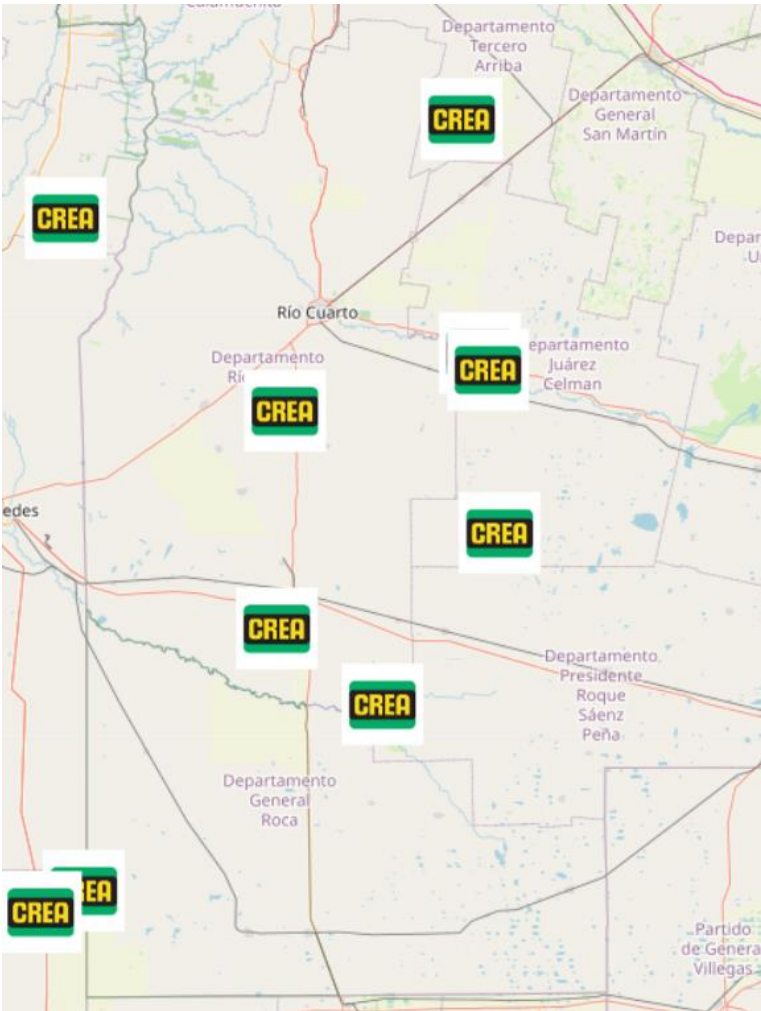 Departamento
Tercero
Arriba
Departamento
General
San Martín
CREA
CREA
Río Cuarto
Departamento
Juárez
Celman
CREA
Departamento
CREA
CREA
CREA
CREA
Departamento
Presidente
Roque
Sáenz
Peña
Departamento
General
Roca
CREA
Partido
de Genera
Villegas